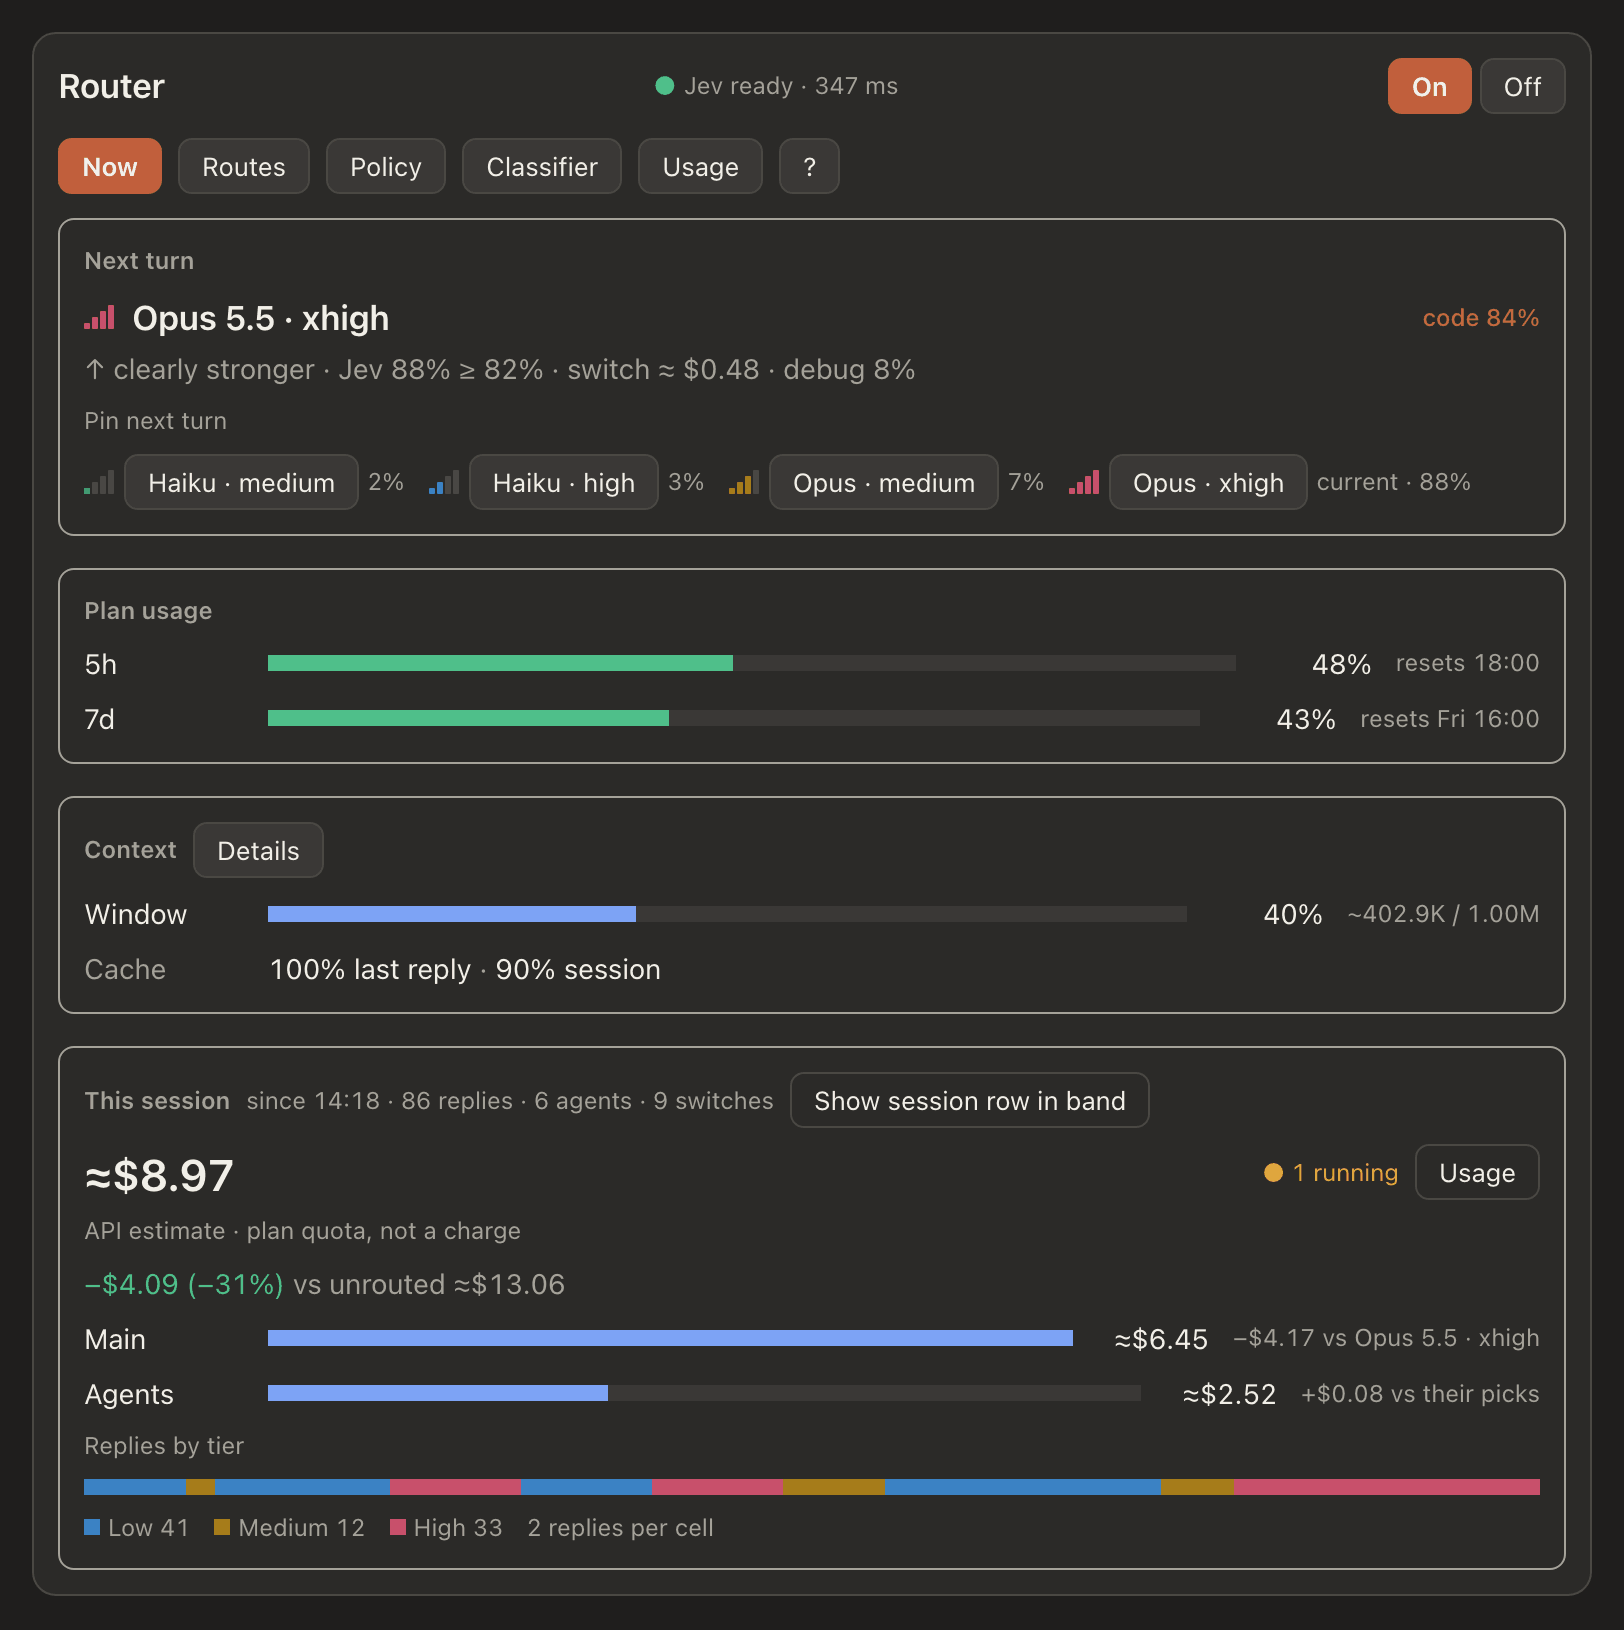 Router
Jev ready · 347 ms
On Off
Now Routes Policy Classifier Usage ?
Next turn
Opus 5.5 · xhigh
code 84%
↑ clearly stronger · Jev 88% ≥ 82% · switch ≈ $0.48 · debug 8%
Pin next turn
Haiku · medium 2% Haiku · high 3% Opus · medium 7% Opus · xhigh current · 88%
Plan usage
5h 48% resets 18:00
7d 43% resets Fri 16:00
Context Details
Window 40% ~402.9K / 1.00M
Cache 100% last reply · 90% session
This session since 14:18 · 86 replies · 6 agents · 9 switches Show session row in band
≈$8.97 1 running Usage
API estimate · plan quota, not a charge
−$4.09 (−31%) vs unrouted ≈$13.06
Main ≈$6.45 −$4.17 vs Opus 5.5 · xhigh
Agents ≈$2.52 +$0.08 vs their picks
Replies by tier
Low 41 Medium 12 High 33 2 replies per cell